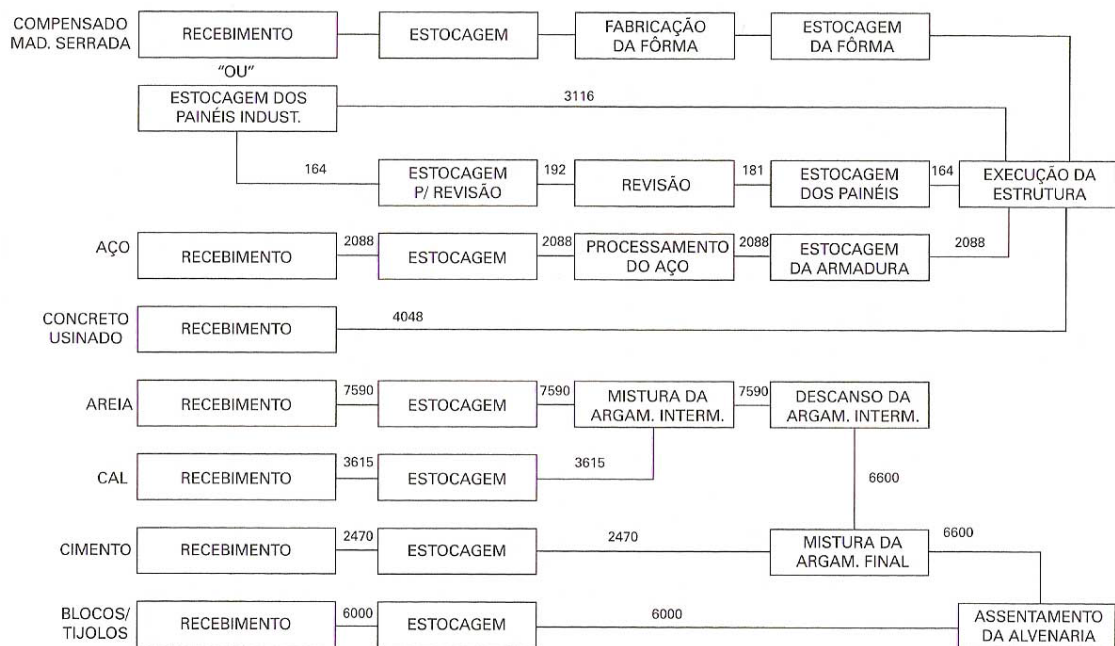 COMPENSADO
MAD. SERRADA
RECEBIMENTO
ESTOCAGEM
FABRICAÇÃO
DA FÔRMA
ESTOCAGEM
DA FÔRMA
"OU"
ESTOCAGEM DOS
PAINÉIS INDUST.
3116
164
ESTOCAGEM
P/ REVISÃO
192
REVISÃO
181
ESTOCAGEM
DOS PAINÉIS
164
EXECUÇÃO DA
ESTRUTURA
AÇO
RECEBIMENTO
2088
ESTOCAGEM
2088
PROCESSAMENTO
DO AÇO
2088
ESTOCAGEM
DA ARMADURA
2088
CONCRETO
USINADO
RECEBIMENTO
4048
AREIA
RECEBIMENTO
7590
ESTOCAGEM
7590
MISTURA DA
ARGAM. INTERM.
7590
DESCANSO DA
ARGAM. INTERM.
CAL
RECEBIMENTO
3615
ESTOCAGEM
3615
6600
CIMENTO
RECEBIMENTO
2470
ESTOCAGEM
2470
MISTURA DA
ARGAM. FINAL
6600
BLOCOS/
TIJOLOS
RECEBIMENTO
6000
ESTOCAGEM
6000
ASSENTAMENTO
DA ALVENARIA